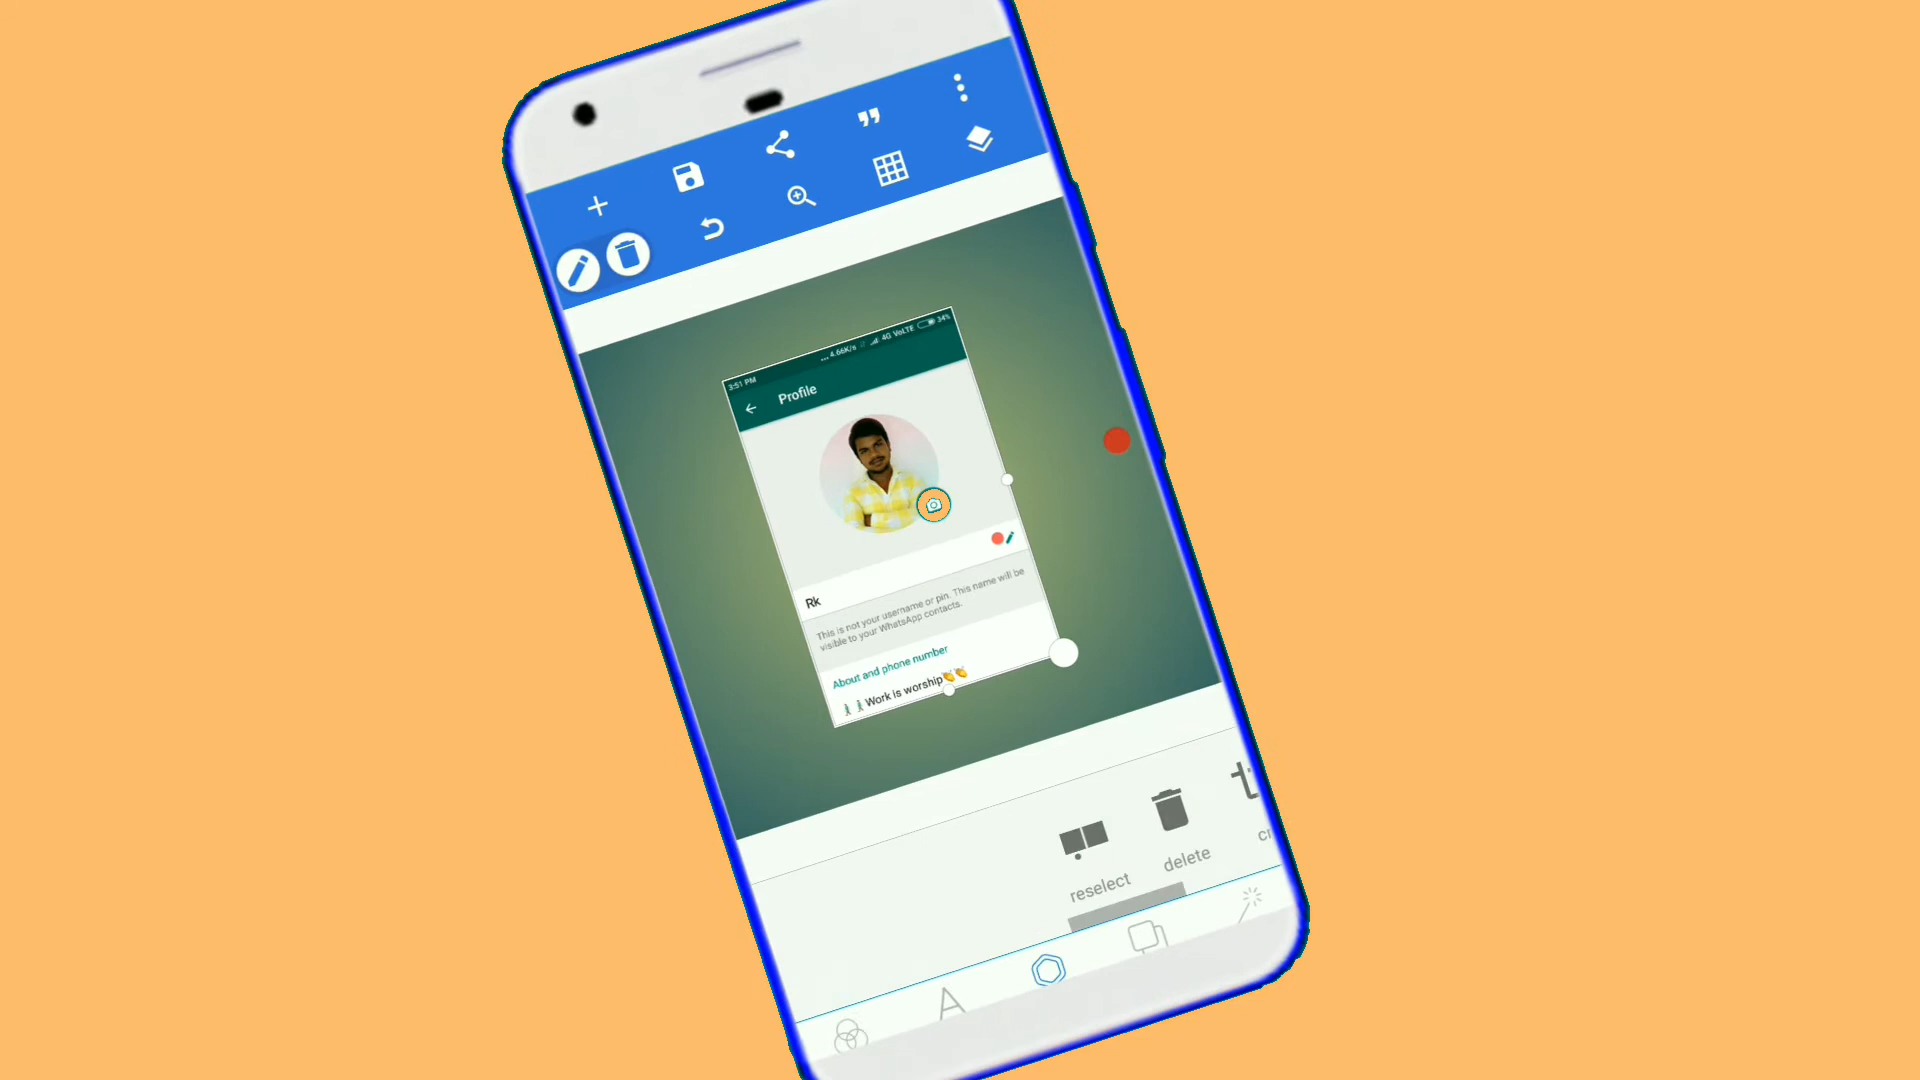 3:51 PM ...4.66K/s 4G VoLTE 34%
Profile
Rk
This is not your username or pin. This name will be
visible to your WhatsApp contacts.
About and phone number
Work is worship
reselect
delete